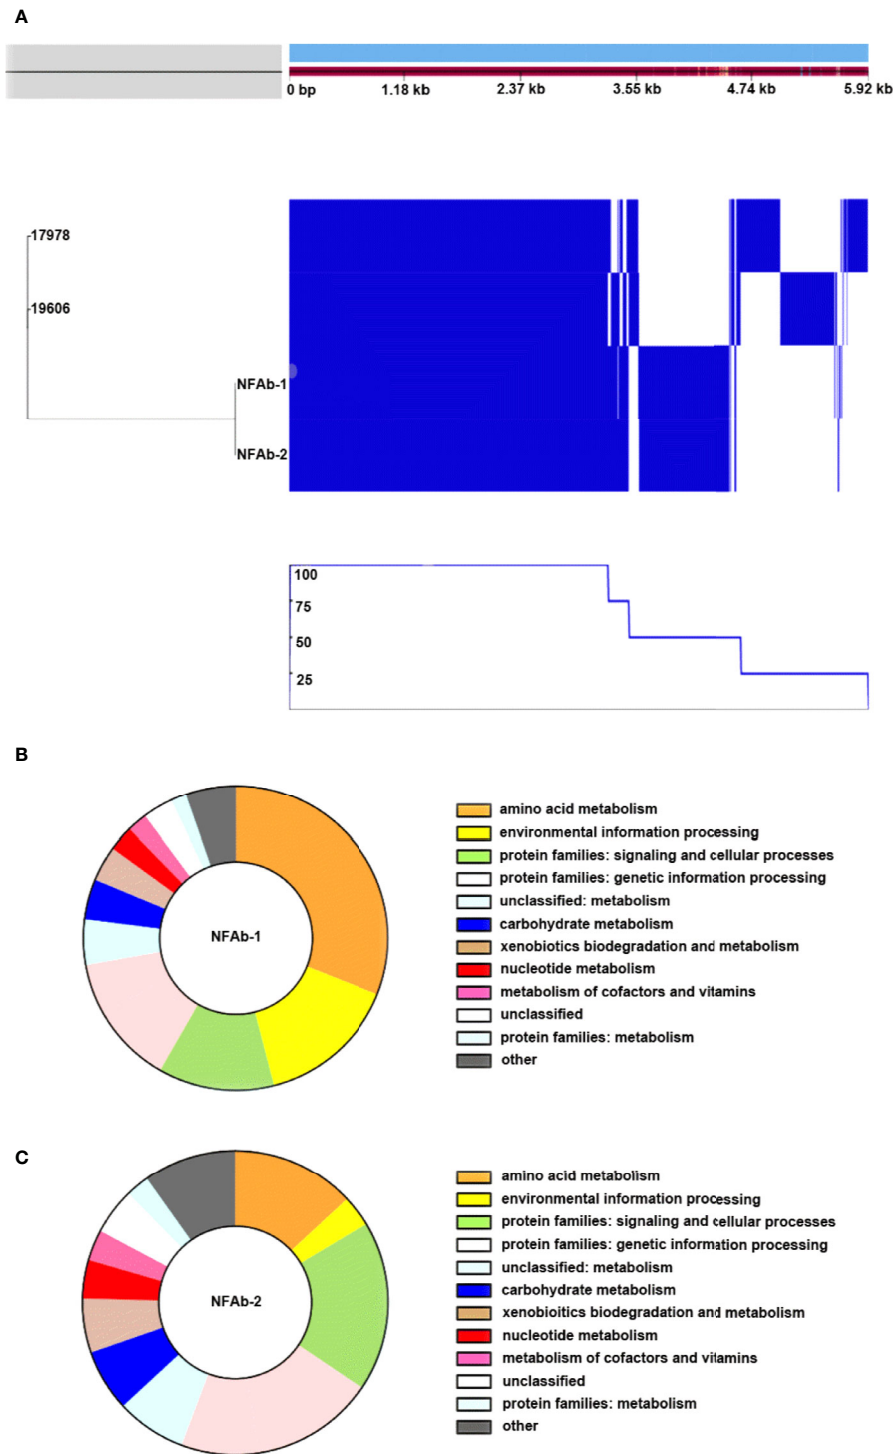 A
0 bp 1.18 kb 2.37 kb 3.55 kb 4.74 kb 5.92 kb
17978
19606
NFAb-1
NFAb-2
100
75
50
25
B
NFAb-1
amino acid metabolism
environmental information processing
protein families: signaling and cellular processes
protein families: genetic information processing
unclassified: metabolism
carbohydrate metabolism
xenobiotics biodegradation and metabolism
nucleotide metabolism
metabolism of cofactors and vitamins
unclassified
protein families: metabolism
other
C
NFAb-2
amino acid metabolism
environmental information processing
protein families: signaling and cellular processes
protein families: genetic information processing
unclassified: metabolism
carbohydrate metabolism
xenobioitics biodegradation and metabolism
nucleotide metabolism
metabolism of cofactors and vitamins
unclassified
protein families: metabolism
other